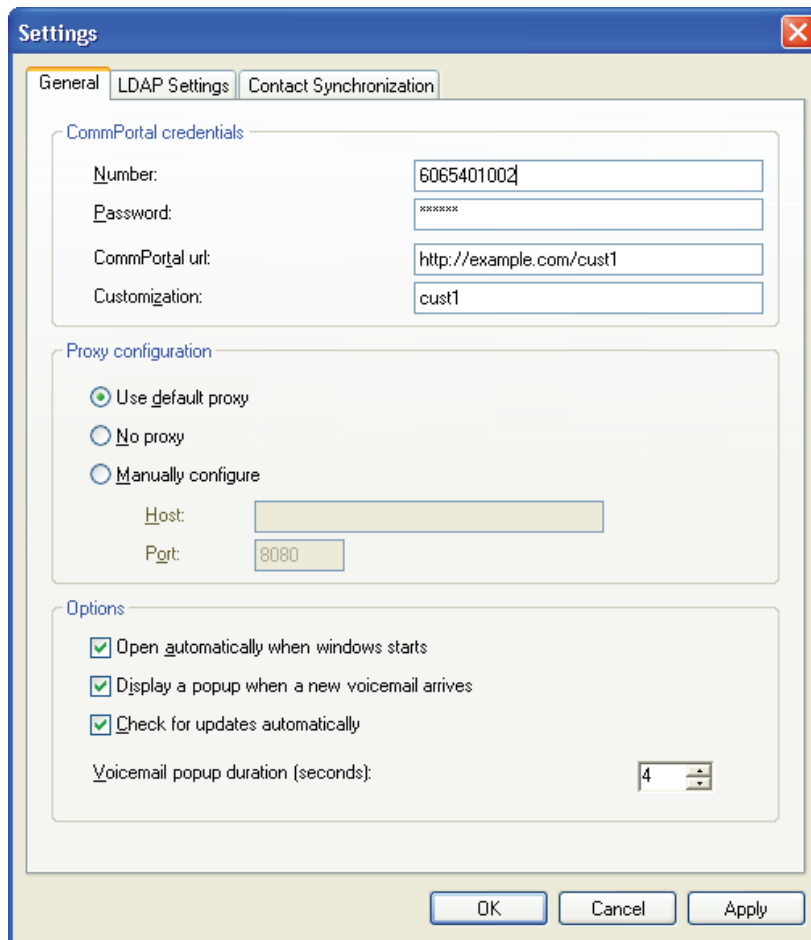 Settings
General LDAP Settings Contact Synchronization
CommPortal credentials
Number: 6065401002
Password: ******
CommPortal url: http://example.com/cust1
Customization: cust1
Proxy configuration
Use default proxy
No proxy
Manually configure
Host:
Port: 8080
Options
Open automatically when windows starts
Display a popup when a new voicemail arrives
Check for updates automatically
Voicemail popup duration (seconds): 4
OK Cancel Apply